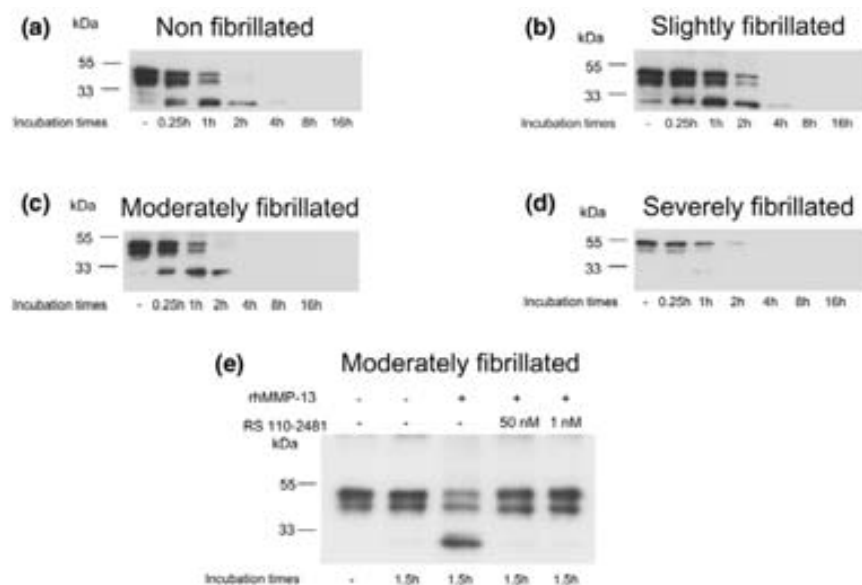 (a) kDa Non fibrillated
55
33
Incubation times - 0.25h 1h 2h 4h 8h 16h
(b) kDa Slightly fibrillated
55
33
Incubation times - 0.25h 1h 2h 4h 8h 16h
(c) kDa Moderately fibrillated
55
33
Incubation times - 0.25h 1h 2h 4h 8h 16h
(d) kDa Severely fibrillated
55
33
Incubation times - 0.25h 1h 2h 4h 8h 16h
(e) Moderately fibrillated
rhMMP-13 - - + + +
RS 110-2481 - - - 50 nM 1 nM
kDa
55
33
Incubation times - 1.5h 1.5h 1.5h 1.5h